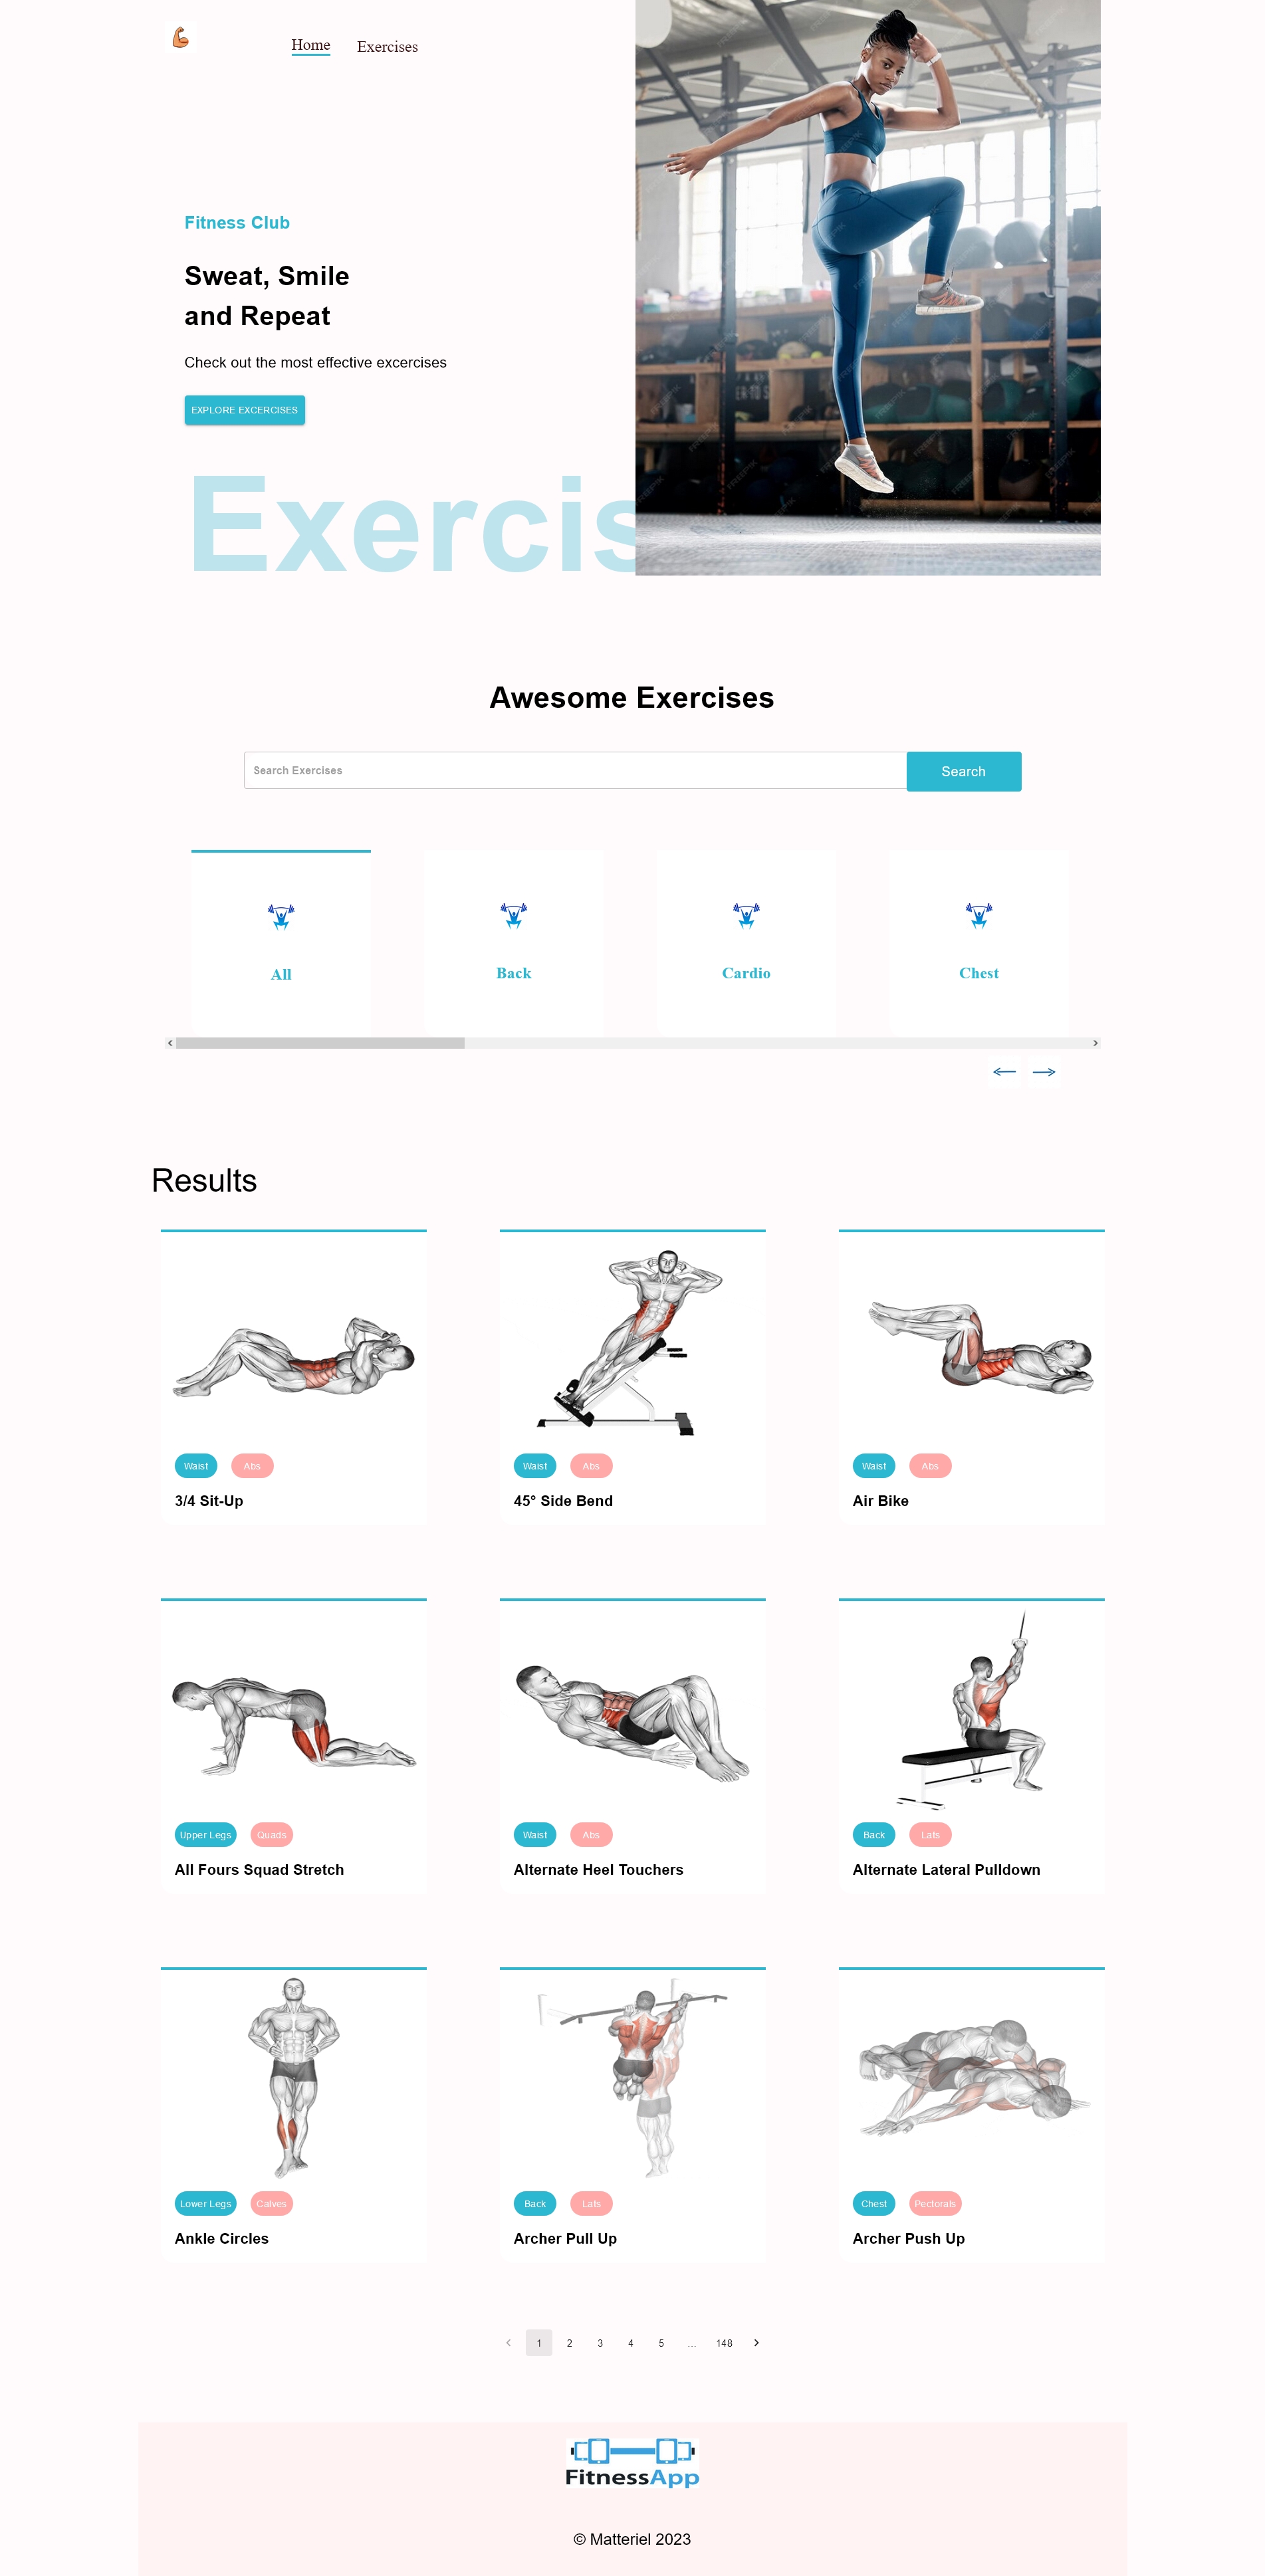 Home
Exercises
Fitness Club
Sweat, Smile
and Repeat
Check out the most effective excercises
EXPLORE EXCERCISES
Exercis
Awesome Exercises
Search Exercises
Search
All
Back
Cardio
Chest
Results
Waist
Abs
3/4 Sit-Up
Waist
Abs
45° Side Bend
Waist
Abs
Air Bike
Upper Legs
Quads
All Fours Squad Stretch
Waist
Abs
Alternate Heel Touchers
Back
Lats
Alternate Lateral Pulldown
Lower Legs
Calves
Ankle Circles
Back
Lats
Archer Pull Up
Chest
Pectorals
Archer Push Up
1 2 3 4 5 ... 148
FitnessApp
© Matteriel 2023